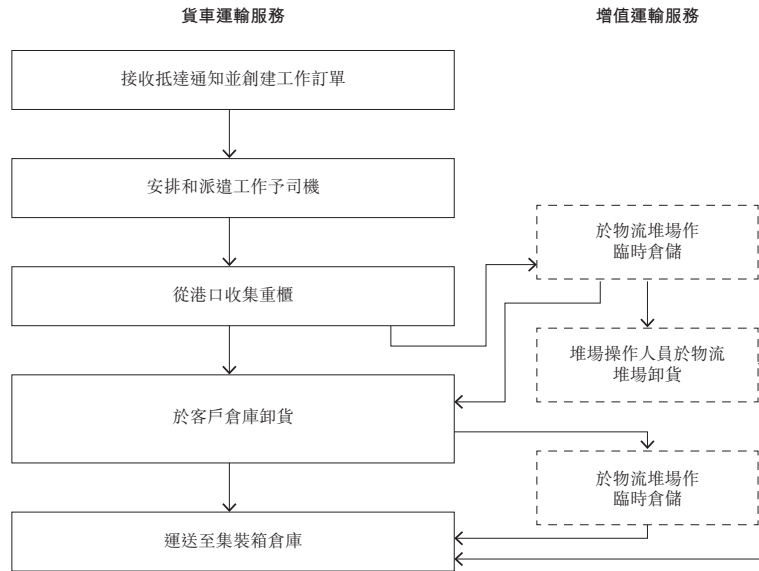 貨車運輸服務
增值運輸服務
接收抵達通知並創建工作訂單
安排和派遣工作予司機
從港口收集重櫃
於客戶倉庫卸貨
運送至集裝箱倉庫
於物流堆場作
臨時倉儲
堆場操作人員於物流
堆場卸貨
於物流堆場作
臨時倉儲